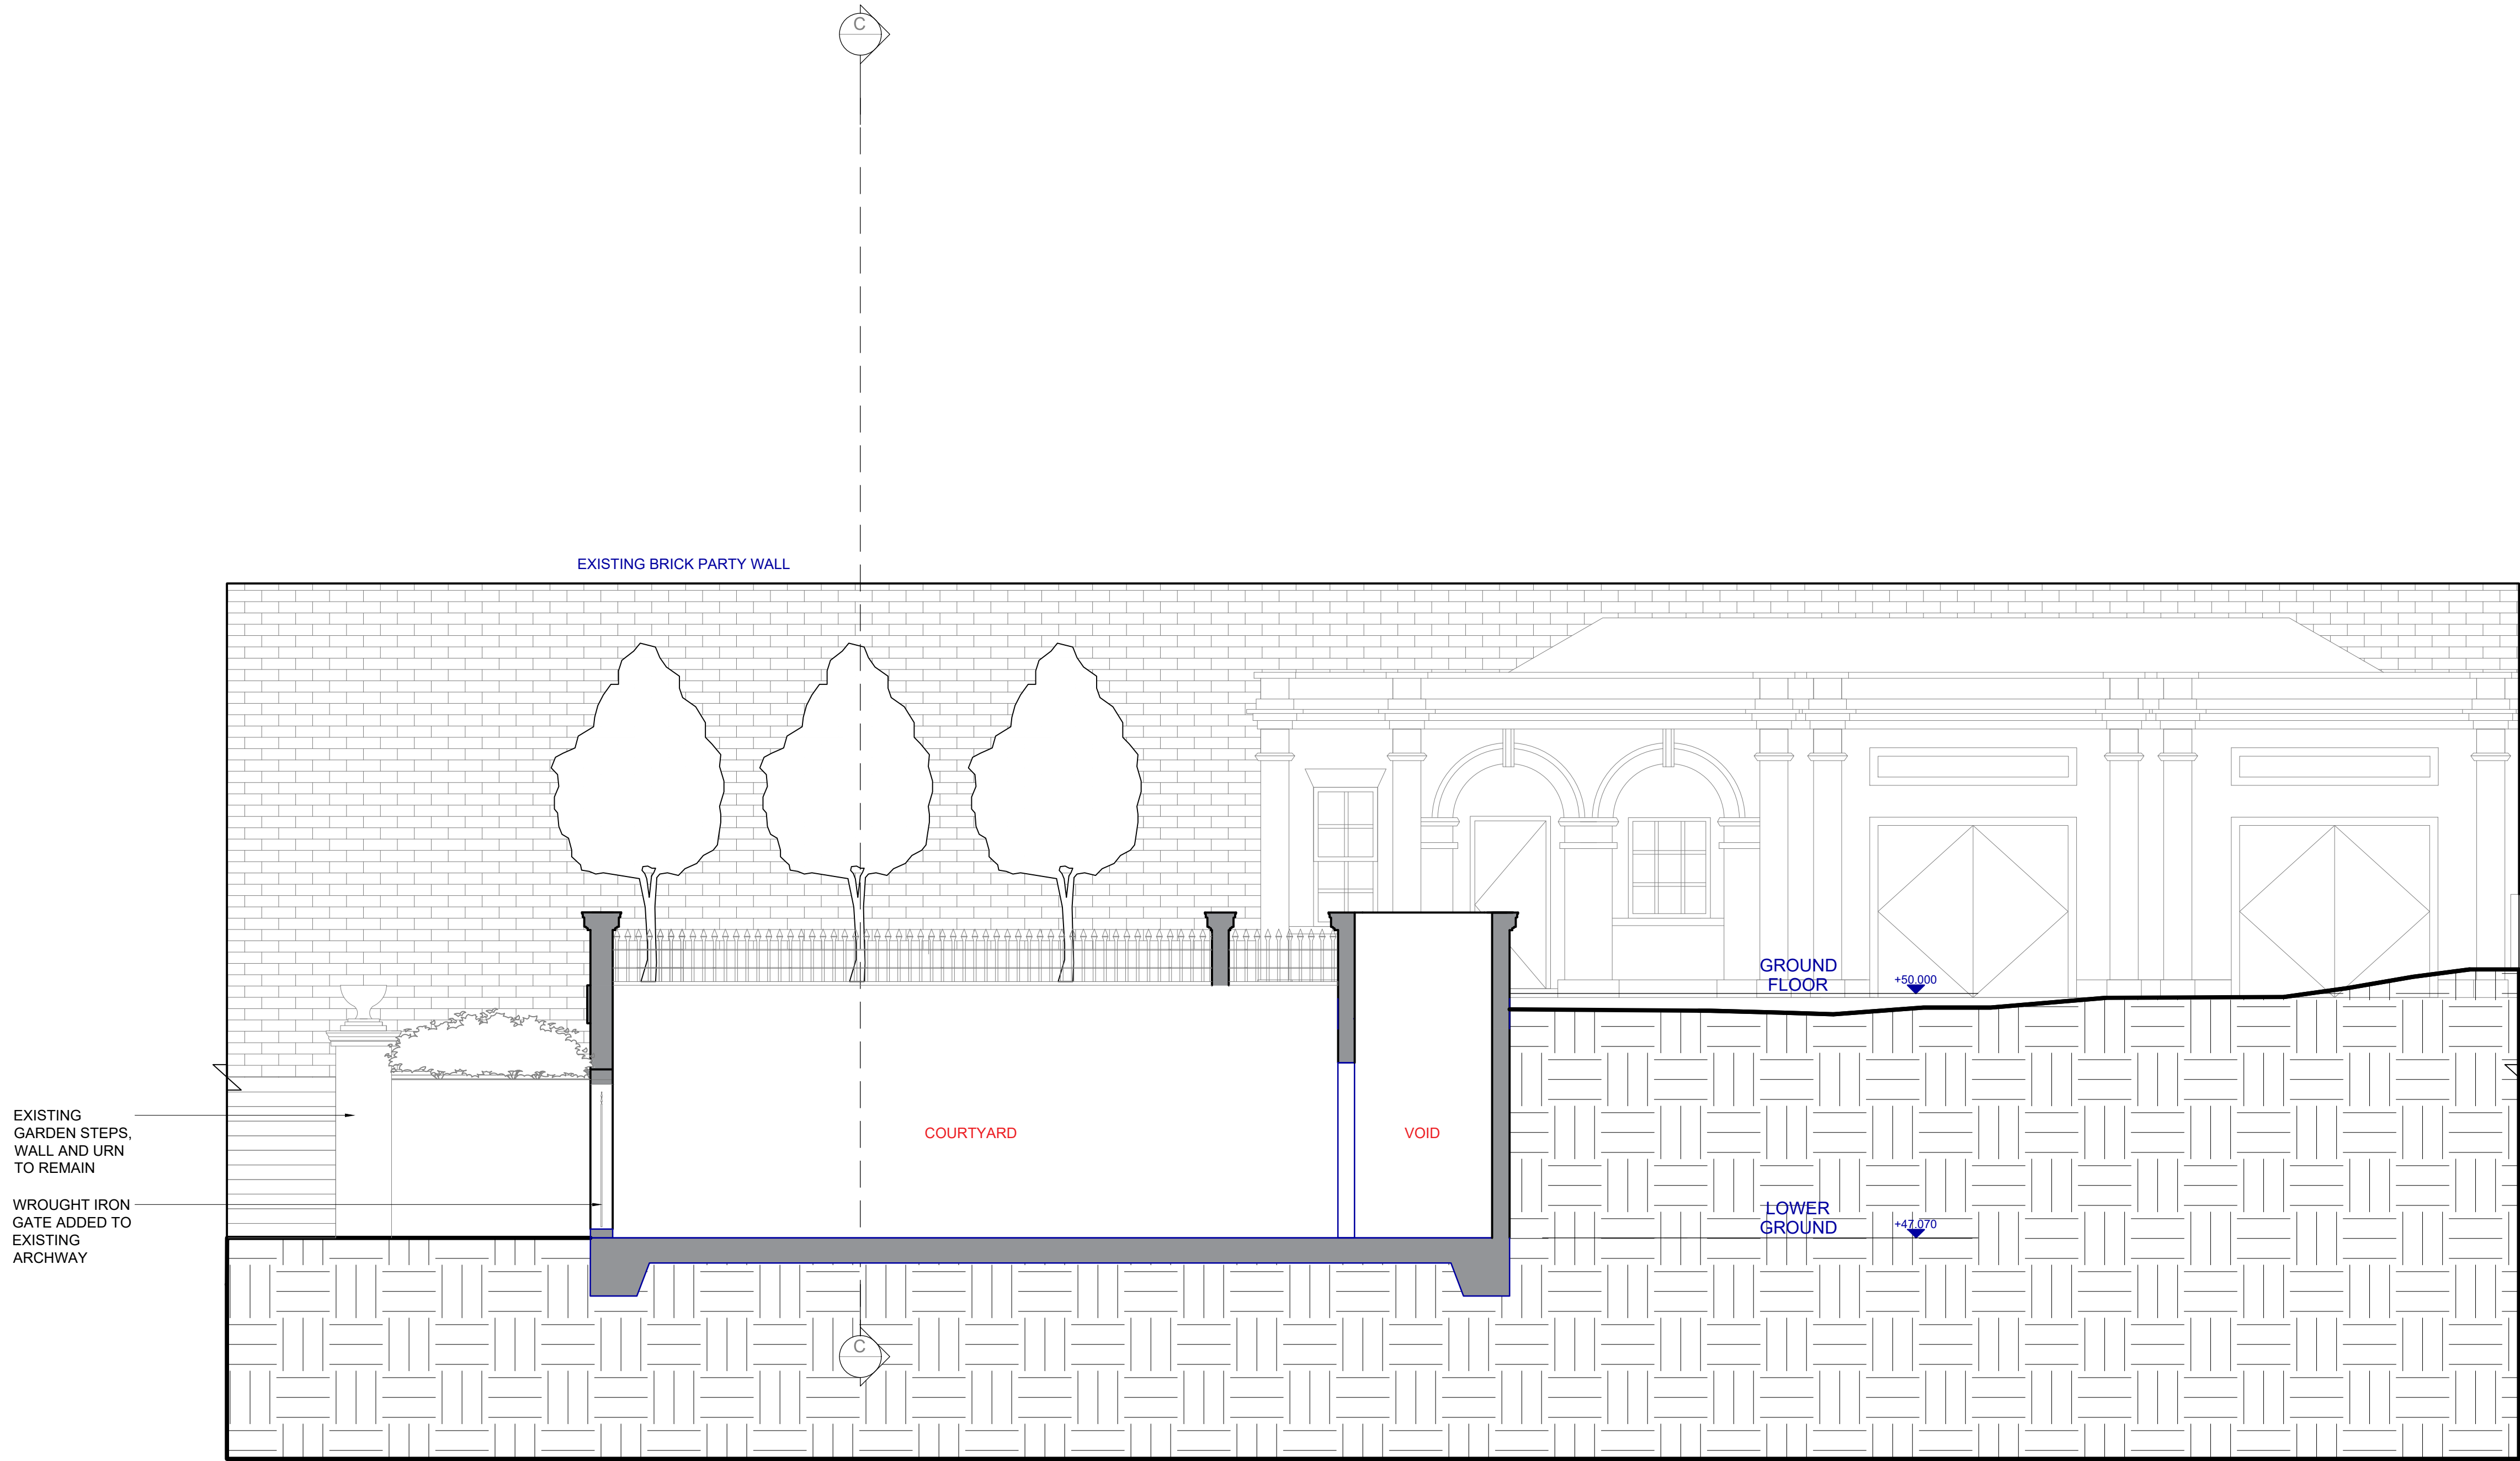 C
EXISTING BRICK PARTY WALL
GROUND
FLOOR
+50.000
EXISTING
GARDEN STEPS,
WALL AND URN
TO REMAIN
COURTYARD
VOID
WROUGHT IRON
GATE ADDED TO
EXISTING
ARCHWAY
LOWER
GROUND
+47.070
C